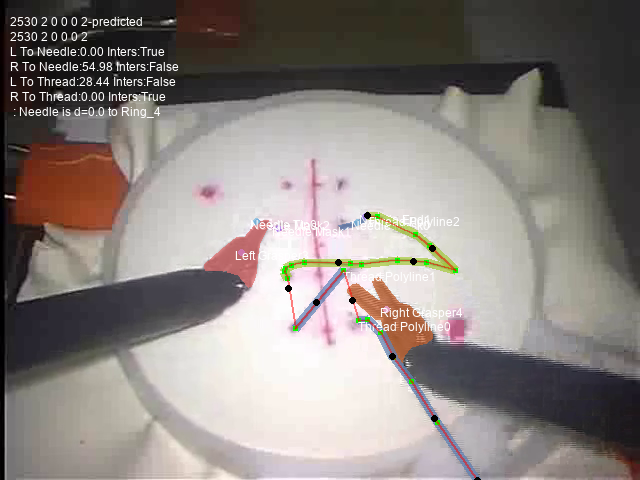 2530 2 0 0 0 2-predicted
2530 2 0 0 0 2
L To Needle:0.00 Inters:True
R To Needle:54.98 Inters:False
L To Thread:28.44 Inters:False
R To Thread:0.00 Inters:True
: Needle is d=0.0 to Ring_4
Thread Polyline1
Right Grasper4
Thread Polyline0